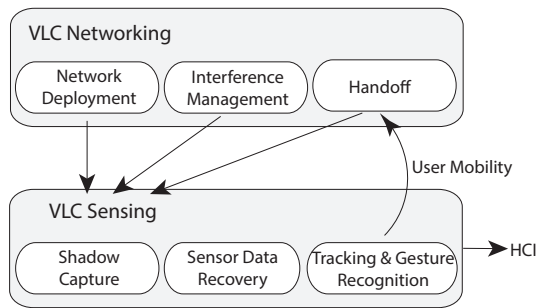 VLC Networking
Network
Deployment
Interference
Management
Handoff
User Mobility
VLC Sensing
Shadow
Capture
Sensor Data
Recovery
Tracking & Gesture
Recognition
HCI